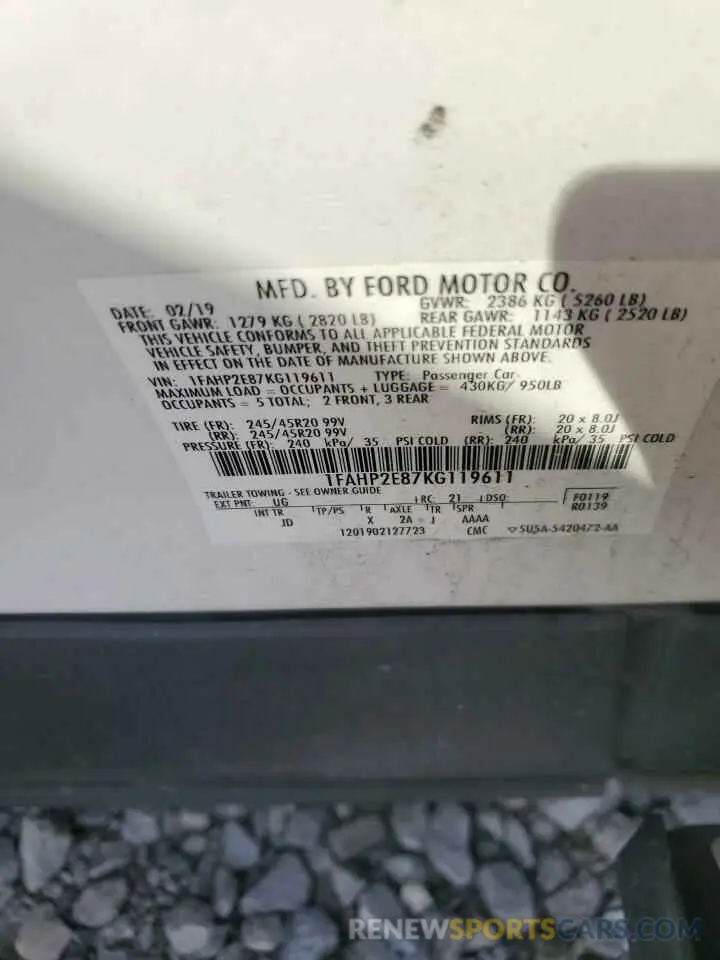 MFD. BY FORD MOTOR CO.
DATE: 02/19 GVWR: 2386 KG ( 5260 LB)
FRONT GAWR: 1279 KG ( 2820 LB) REAR GAWR: 1143 KG ( 2520 LB)
THIS VEHICLE CONFORMS TO ALL APPLICABLE FEDERAL MOTOR
VEHICLE SAFETY, BUMPER, AND THEFT PREVENTION STANDARDS
IN EFFECT ON THE DATE OF MANUFACTURE SHOWN ABOVE.
VIN: 1FAHP2E87KG119611 TYPE: Passenger Car
MAXIMUM LOAD = OCCUPANTS + LUGGAGE = 430KG/ 950LB
OCCUPANTS = 5 TOTAL; 2 FRONT, 3 REAR
TIRE (FR): 245/45R20 99V RIMS (FR): 20 x 8.0J
(RR): 245/45R20 99V (RR): 20 x 8.0J
PRESSURE (FR): 240 kPa/ 35 PSI COLD (RR): 240 kPa/ 35 PSI COLD
1FAHP2E87KG119611
TRAILER TOWING - SEE OWNER GUIDE
EXT PNT: UG RC: 21 DSO: F0119
INT TR TP/PS R AXLE TR SPR R0139
JD X 2A J AAAA
1201902127723 CMC 5U5A-5420472-AA
RENEWSALVAGE.COM